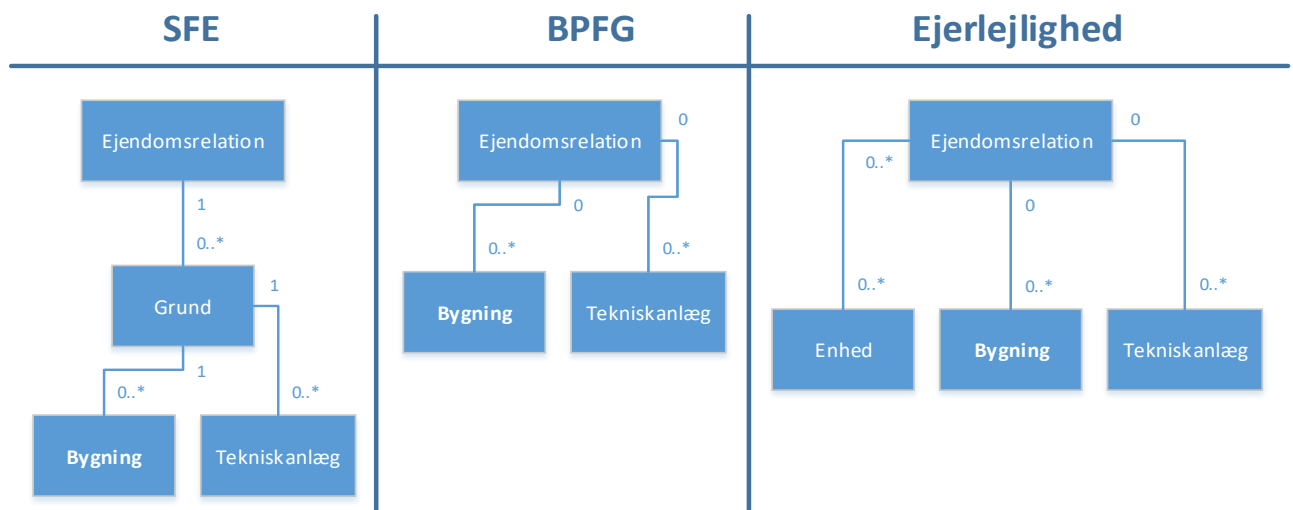 SFE
Ejendomsrelation
1
0..*
Grund
1
1
0..*
0..*
Bygning
Tekniskanlæg
BPFG
Ejendomsrelation
0
0
0..*
0..*
Bygning
Tekniskanlæg
Ejerlejlighed
Ejendomsrelation
0
0..*
0
0..*
0..*
0..*
Enhed
Bygning
Tekniskanlæg